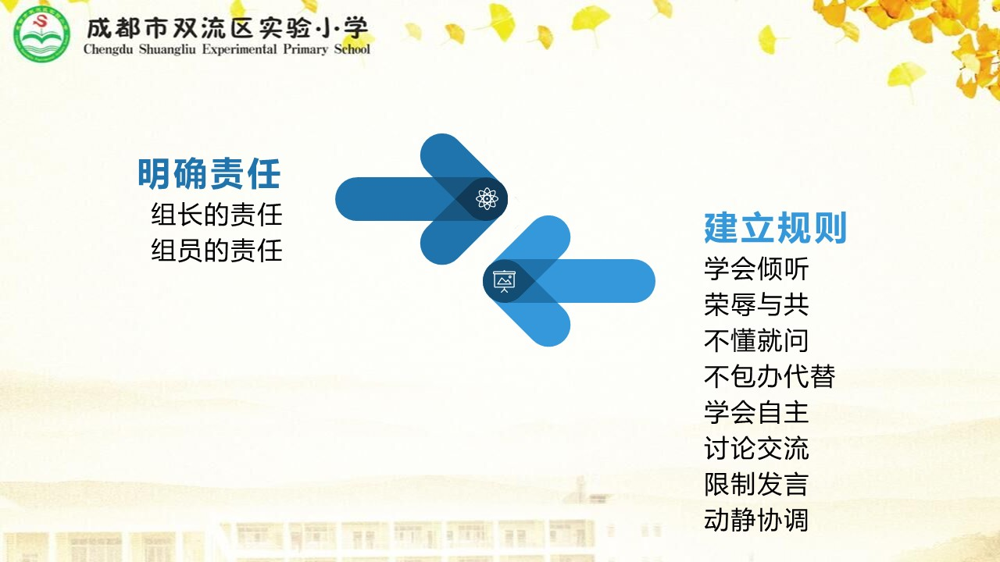 成都市双流区实验小学
Chengdu Shuangliu Experimental Primary School
明确责任
组长的责任
组员的责任
建立规则
学会倾听
荣辱与共
不懂就问
不包办代替
学会自主
讨论交流
限制发言
动静协调